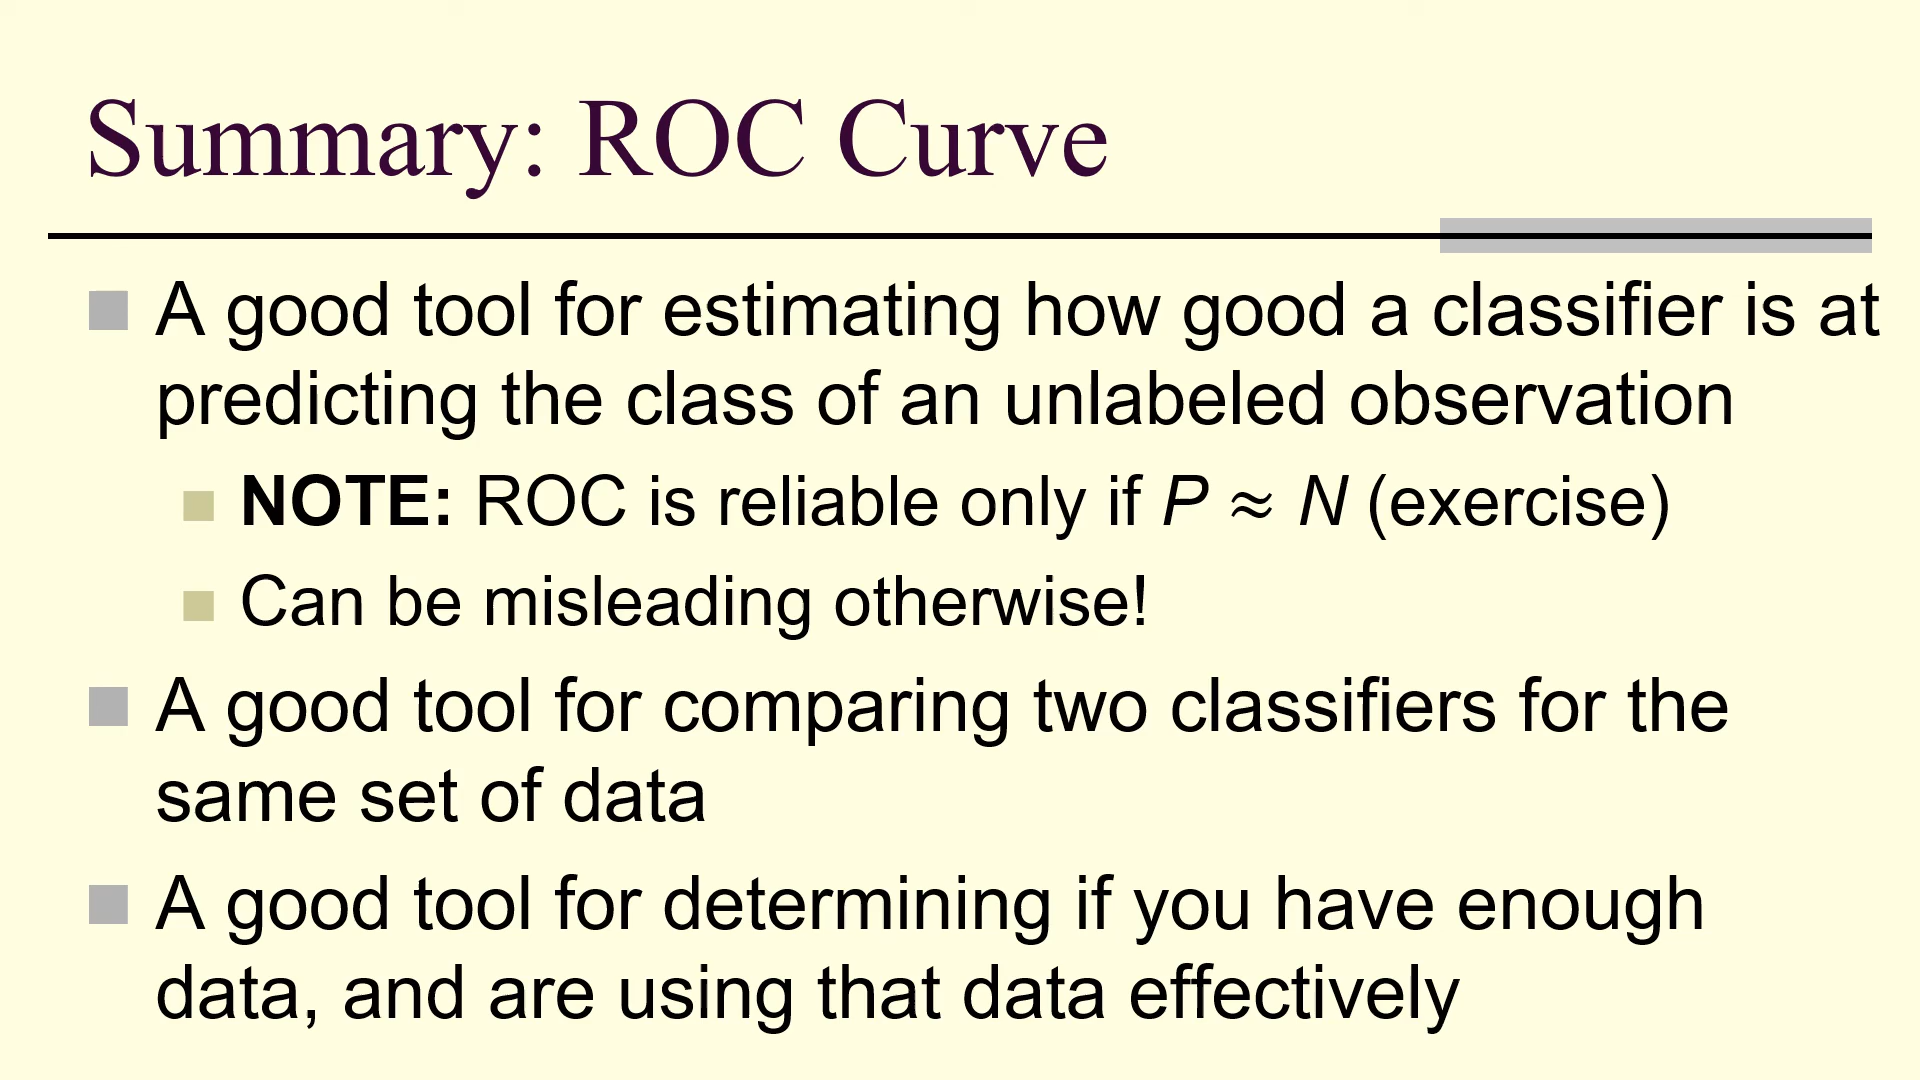 Summary: ROC Curve
A good tool for estimating how good a classifier is at
predicting the class of an unlabeled observation
NOTE: ROC is reliable only if P ≈ N (exercise)
Can be misleading otherwise!
A good tool for comparing two classifiers for the
same set of data
A good tool for determining if you have enough
data, and are using that data effectively